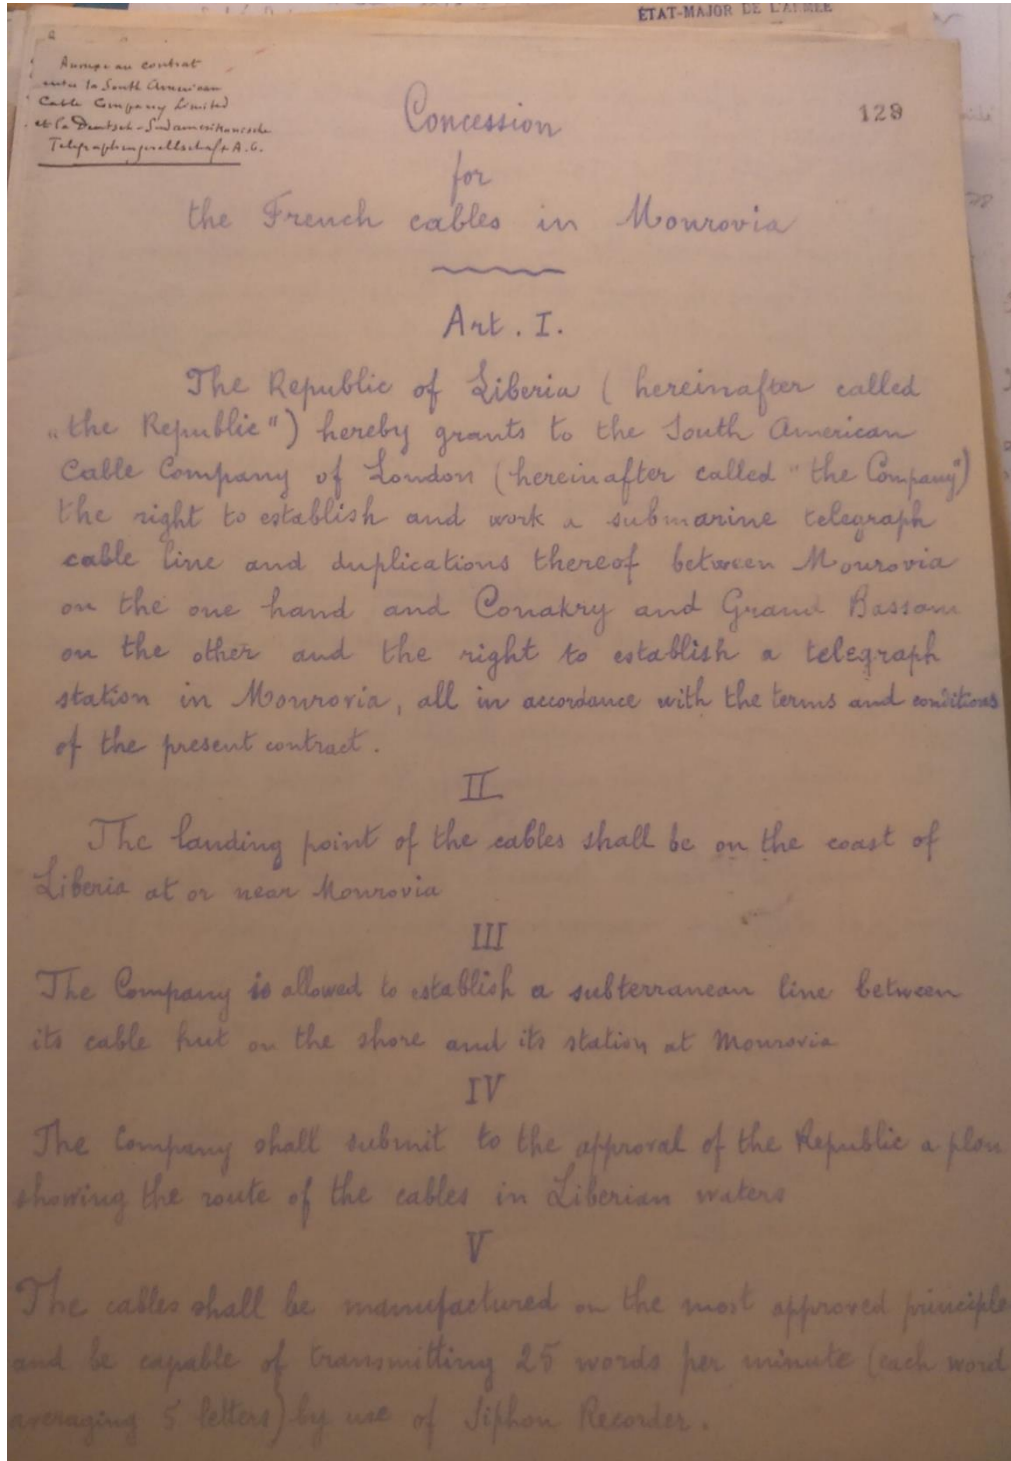 ÉTAT-MAJOR DE L'ARMÉE
Annexe au contrat
entre la South American
Cable Company Limited
et la Deutsch-Südamerikanische
Telegraphengesellschaft A.G.
129
Concession
for
the French cables in Monrovia
Art. I.
The Republic of Liberia (hereinafter called
„the Republic") hereby grants to the South American
Cable Company of London (hereinafter called "the Company")
the right to establish and work a submarine telegraph
cable line and duplications thereof between Monrovia
on the one hand and Conakry and Grand Bassam
on the other and the right to establish a telegraph
station in Monrovia, all in accordance with the terms and conditions
of the present contract.
II
The landing point of the cables shall be on the coast of
Liberia at or near Monrovia
III
The Company is allowed to establish a subterranean line between
its cable hut on the shore and its station at Monrovia
IV
The Company shall submit to the approval of the Republic a plan
showing the route of the cables in Liberian waters
V
The cables shall be manufactured on the most approved principle
and be capable of transmitting 25 words per minute (each word
averaging 5 letters) by use of Siphon Recorder.